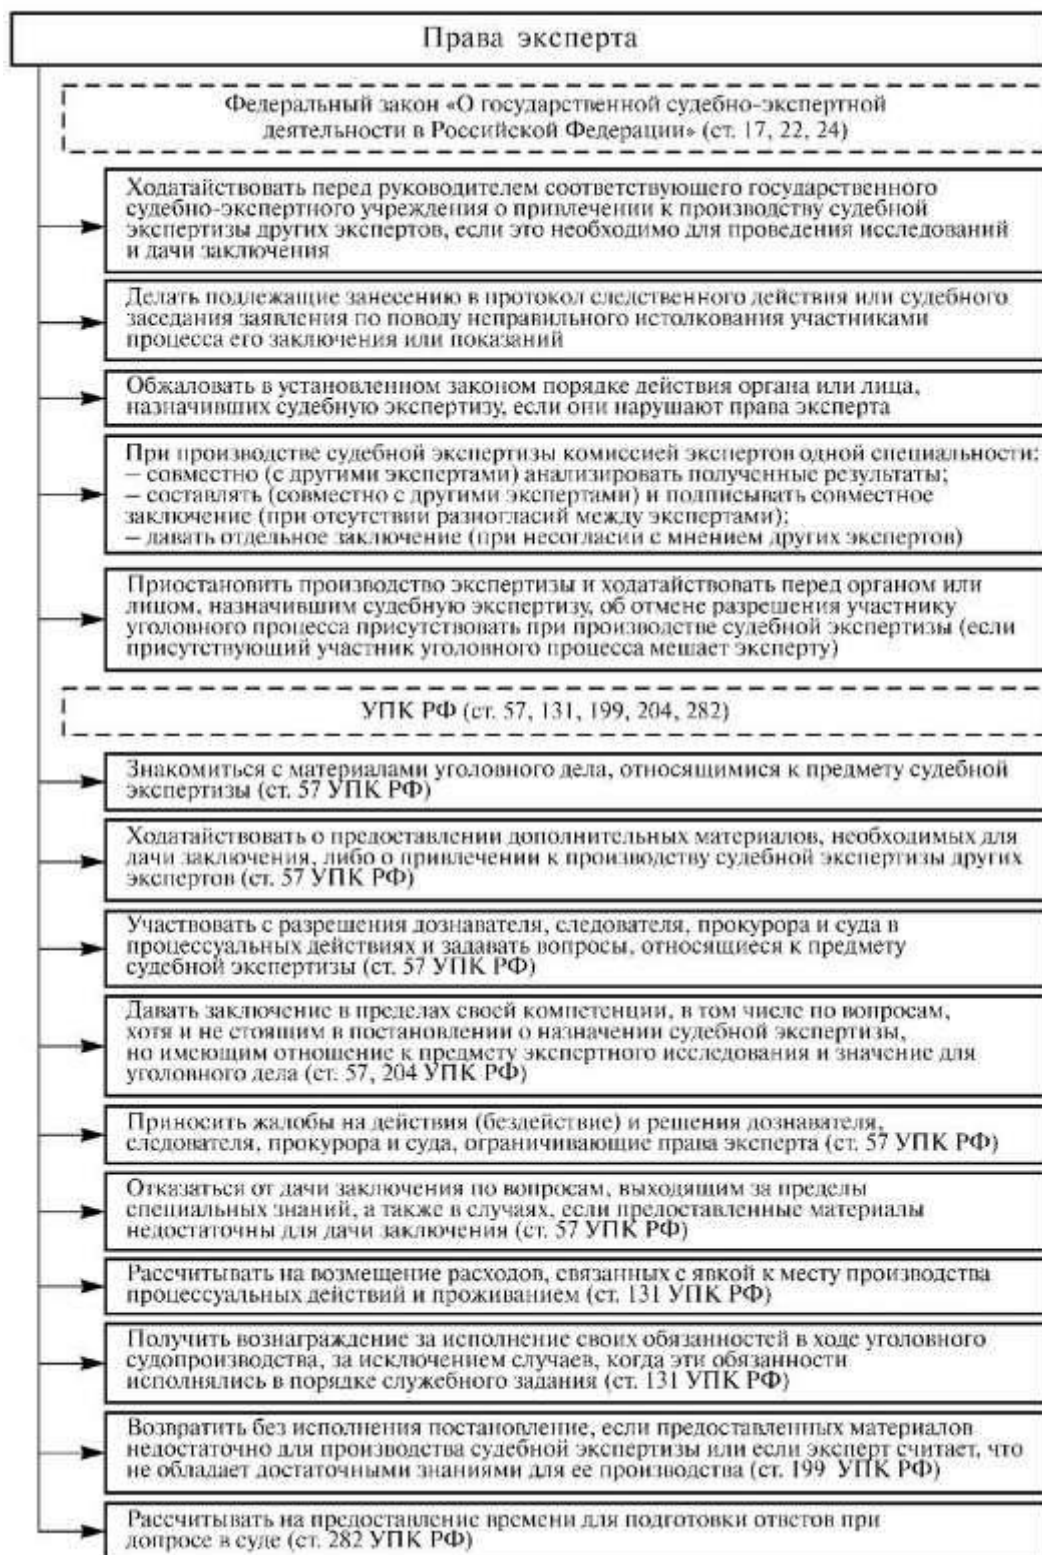 Права эксперта
Федеральный закон «О государственной судебно-экспертной
деятельности в Российской Федерации» (ст. 17, 22, 24)
Ходатайствовать перед руководителем соответствующего государственного
судебно-экспертного учреждения о привлечении к производству судебной
экспертизы других экспертов, если это необходимо для проведения исследований
и дачи заключения
Делать подлежащие занесению в протокол следственного действия или судебного
заседания заявления по поводу неправильного истолкования участниками
процесса его заключения или показаний
Обжаловать в установленном законом порядке действия органа или лица,
назначивших судебную экспертизу, если они нарушают права эксперта
При производстве судебной экспертизы комиссией экспертов одной специальности:
– совместно (с другими экспертами) анализировать полученные результаты;
– составлять (совместно с другими экспертами) и подписывать совместное
заключение (при отсутствии разногласий между экспертами);
– давать отдельное заключение (при несогласии с мнением других экспертов)
Приостановить производство экспертизы и ходатайствовать перед органом или
лицом, назначившим судебную экспертизу, об отмене разрешения участнику
уголовного процесса присутствовать при производстве судебной экспертизы (если
присутствующий участник уголовного процесса мешает эксперту)
УПК РФ (ст. 57, 131, 199, 204, 282)
Знакомиться с материалами уголовного дела, относящимися к предмету судебной
экспертизы (ст. 57 УПК РФ)
Ходатайствовать о предоставлении дополнительных материалов, необходимых для
дачи заключения, либо о привлечении к производству судебной экспертизы других
экспертов (ст. 57 УПК РФ)
Участвовать с разрешения дознавателя, следователя, прокурора и суда в
процессуальных действиях и задавать вопросы, относящиеся к предмету
судебной экспертизы (ст. 57 УПК РФ)
Давать заключение в пределах своей компетенции, в том числе по вопросам,
хотя и не стоящим в постановлении о назначении судебной экспертизы,
но имеющим отношение к предмету экспертного исследования и значение для
уголовного дела (ст. 57, 204 УПК РФ)
Приносить жалобы на действия (бездействие) и решения дознавателя,
следователя, прокурора и суда, ограничивающие права эксперта (ст. 57 УПК РФ)
Отказаться от дачи заключения по вопросам, выходящим за пределы
специальных знаний, а также в случаях, если предоставленные материалы
недостаточны для дачи заключения (ст. 57 УПК РФ)
Рассчитывать на возмещение расходов, связанных с явкой к месту производства
процессуальных действий и проживанием (ст. 131 УПК РФ)
Получить вознаграждение за исполнение своих обязанностей в ходе уголовного
судопроизводства, за исключением случаев, когда эти обязанности
исполнялись в порядке служебного задания (ст. 131 УПК РФ)
Возвратить без исполнения постановление, если предоставленных материалов
недостаточно для производства судебной экспертизы или если эксперт считает, что
не обладает достаточными знаниями для ее производства (ст. 199 УПК РФ)
Рассчитывать на предоставление времени для подготовки ответов при
допросе в суде (ст. 282 УПК РФ)